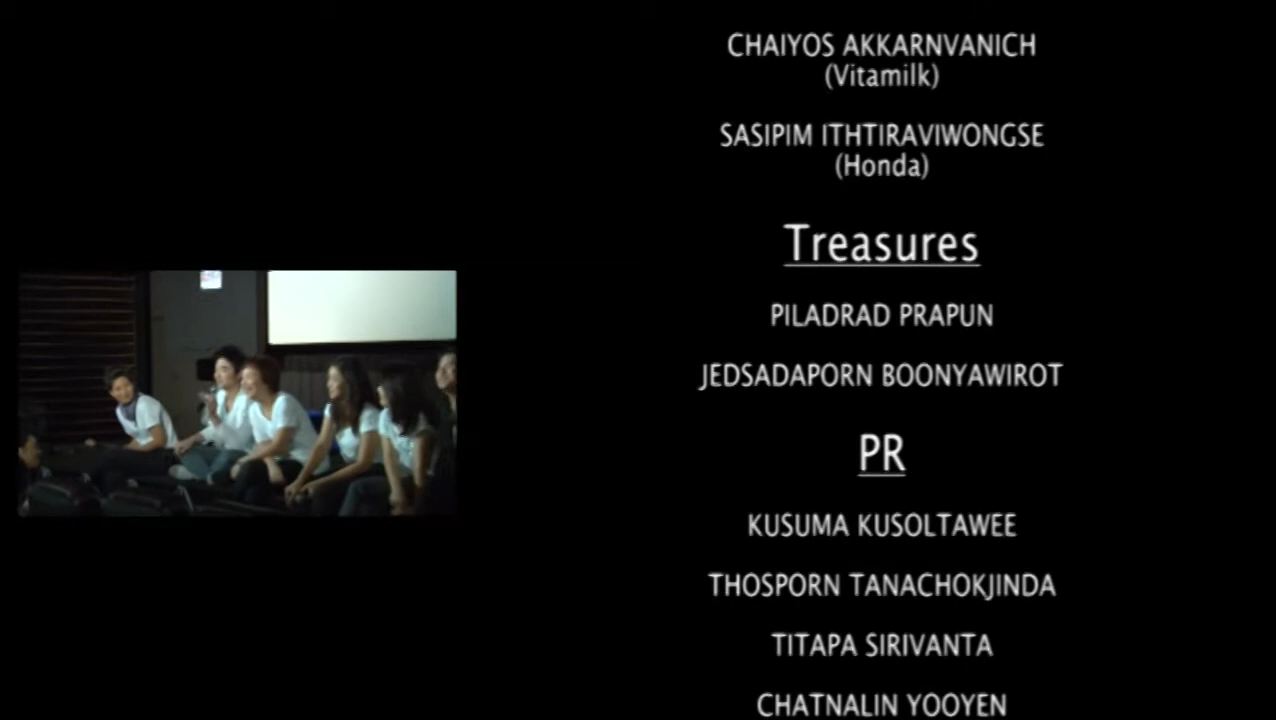 CHAIYOS AKKARNVANICH
(Vitamilk)
SASIPIM ITHTIRAVIWONGSE
(Honda)
Treasures
PILADRAD PRAPUN
JEDSADAPORN BOONYAWIROT
PR
KUSUMA KUSOLTAWEE
THOSPORN TANACHOKJINDA
TITAPA SIRIVANTA
CHATNALIN YOOYEN